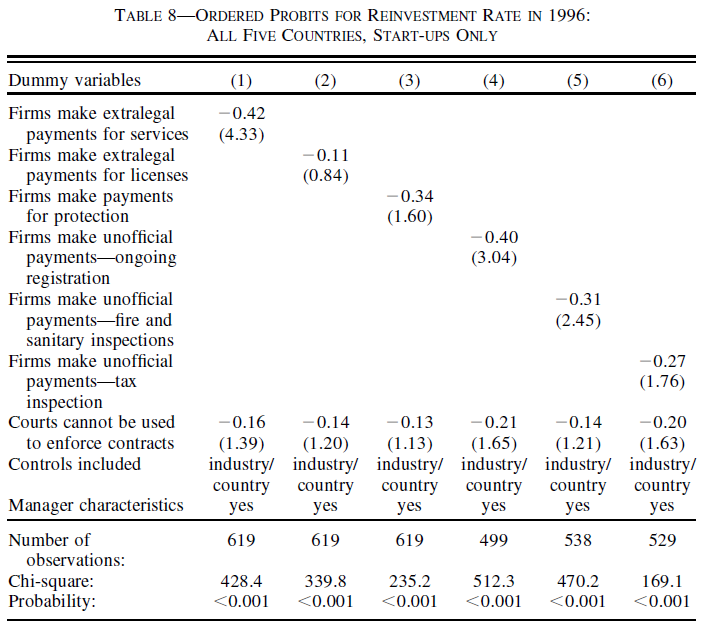 TABLE 8—ORDERED PROBITS FOR REINVESTMENT RATE IN 1996:
ALL FIVE COUNTRIES, START-UPS ONLY
Dummy variables (1) (2) (3) (4) (5) (6)
Firms make extralegal −0.42
payments for services (4.33)
Firms make extralegal −0.11
payments for licenses (0.84)
Firms make payments −0.34
for protection (1.60)
Firms make unofficial −0.40
payments—ongoing (3.04)
registration
Firms make unofficial −0.31
payments—fire and (2.45)
sanitary inspections
Firms make unofficial −0.27
payments—tax (1.76)
inspection
Courts cannot be used −0.16 −0.14 −0.13 −0.21 −0.14 −0.20
to enforce contracts (1.39) (1.20) (1.13) (1.65) (1.21) (1.63)
Controls included industry/ industry/ industry/ industry/ industry/ industry/
country country country country country country
Manager characteristics yes yes yes yes yes yes
Number of 619 619 619 499 538 529
observations:
Chi-square: 428.4 339.8 235.2 512.3 470.2 169.1
Probability: <0.001 <0.001 <0.001 <0.001 <0.001 <0.001